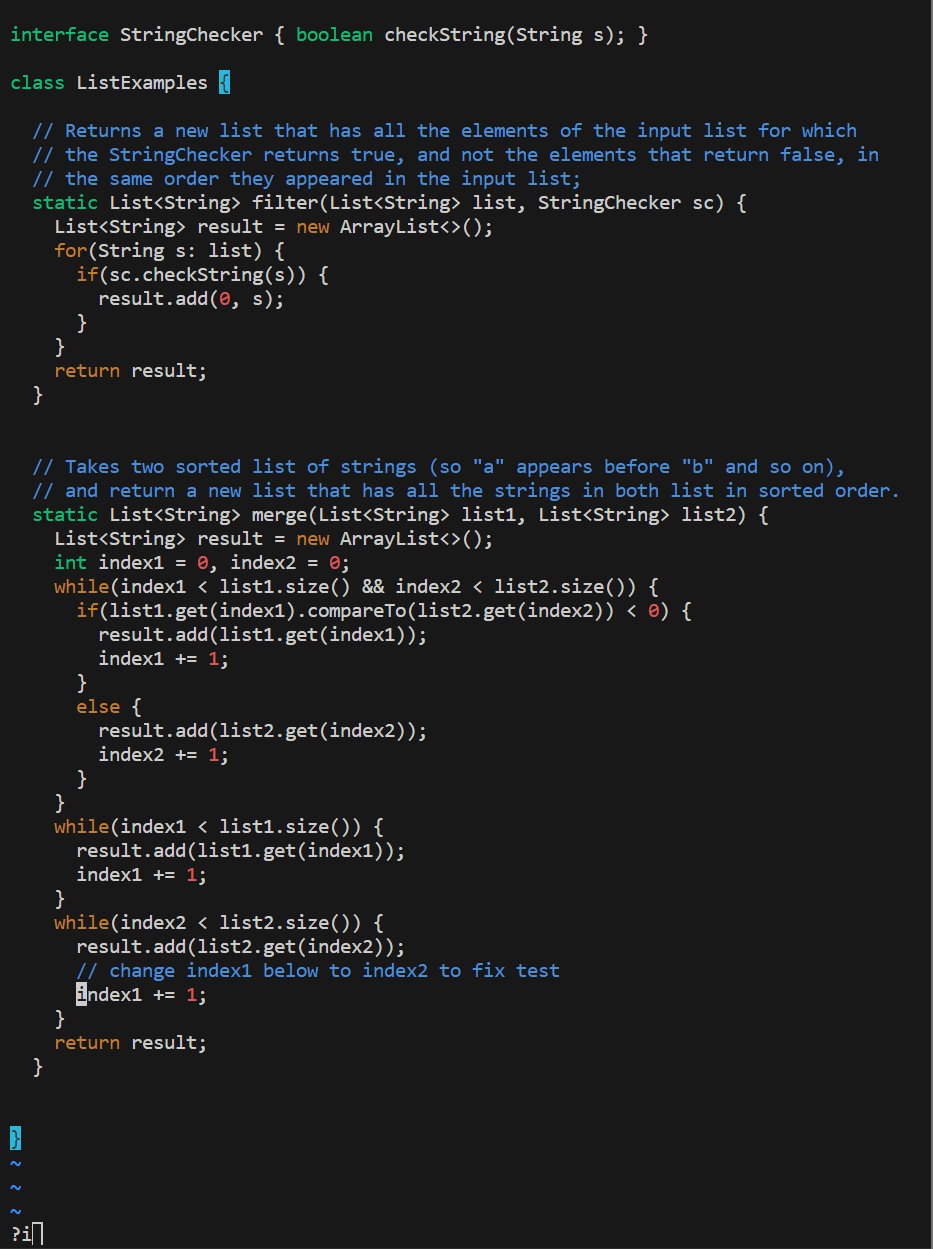 interface StringChecker { boolean checkString(String s); }

class ListExamples {

  // Returns a new list that has all the elements of the input list for which
  // the StringChecker returns true, and not the elements that return false, in
  // the same order they appeared in the input list;
  static List<String> filter(List<String> list, StringChecker sc) {
    List<String> result = new ArrayList<>();
    for(String s: list) {
      if(sc.checkString(s)) {
        result.add(0, s);
      }
    }
    return result;
  }


  // Takes two sorted list of strings (so "a" appears before "b" and so on),
  // and return a new list that has all the strings in both list in sorted order.
  static List<String> merge(List<String> list1, List<String> list2) {
    List<String> result = new ArrayList<>();
    int index1 = 0, index2 = 0;
    while(index1 < list1.size() && index2 < list2.size()) {
      if(list1.get(index1).compareTo(list2.get(index2)) < 0) {
        result.add(list1.get(index1));
        index1 += 1;
      }
      else {
        result.add(list2.get(index2));
        index2 += 1;
      }
    }
    while(index1 < list1.size()) {
      result.add(list1.get(index1));
      index1 += 1;
    }
    while(index2 < list2.size()) {
      result.add(list2.get(index2));
      // change index1 below to index2 to fix test
      index1 += 1;
    }
    return result;
  }


}
~
~
~
?i